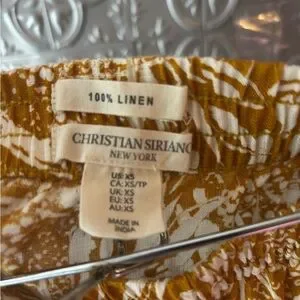 100% LINEN
CHRISTIAN SIRIANO
NEW YORK
US: XS
CA: XS/TP
UK: XS
EU: XS
AU: XS
MADE IN
INDIA